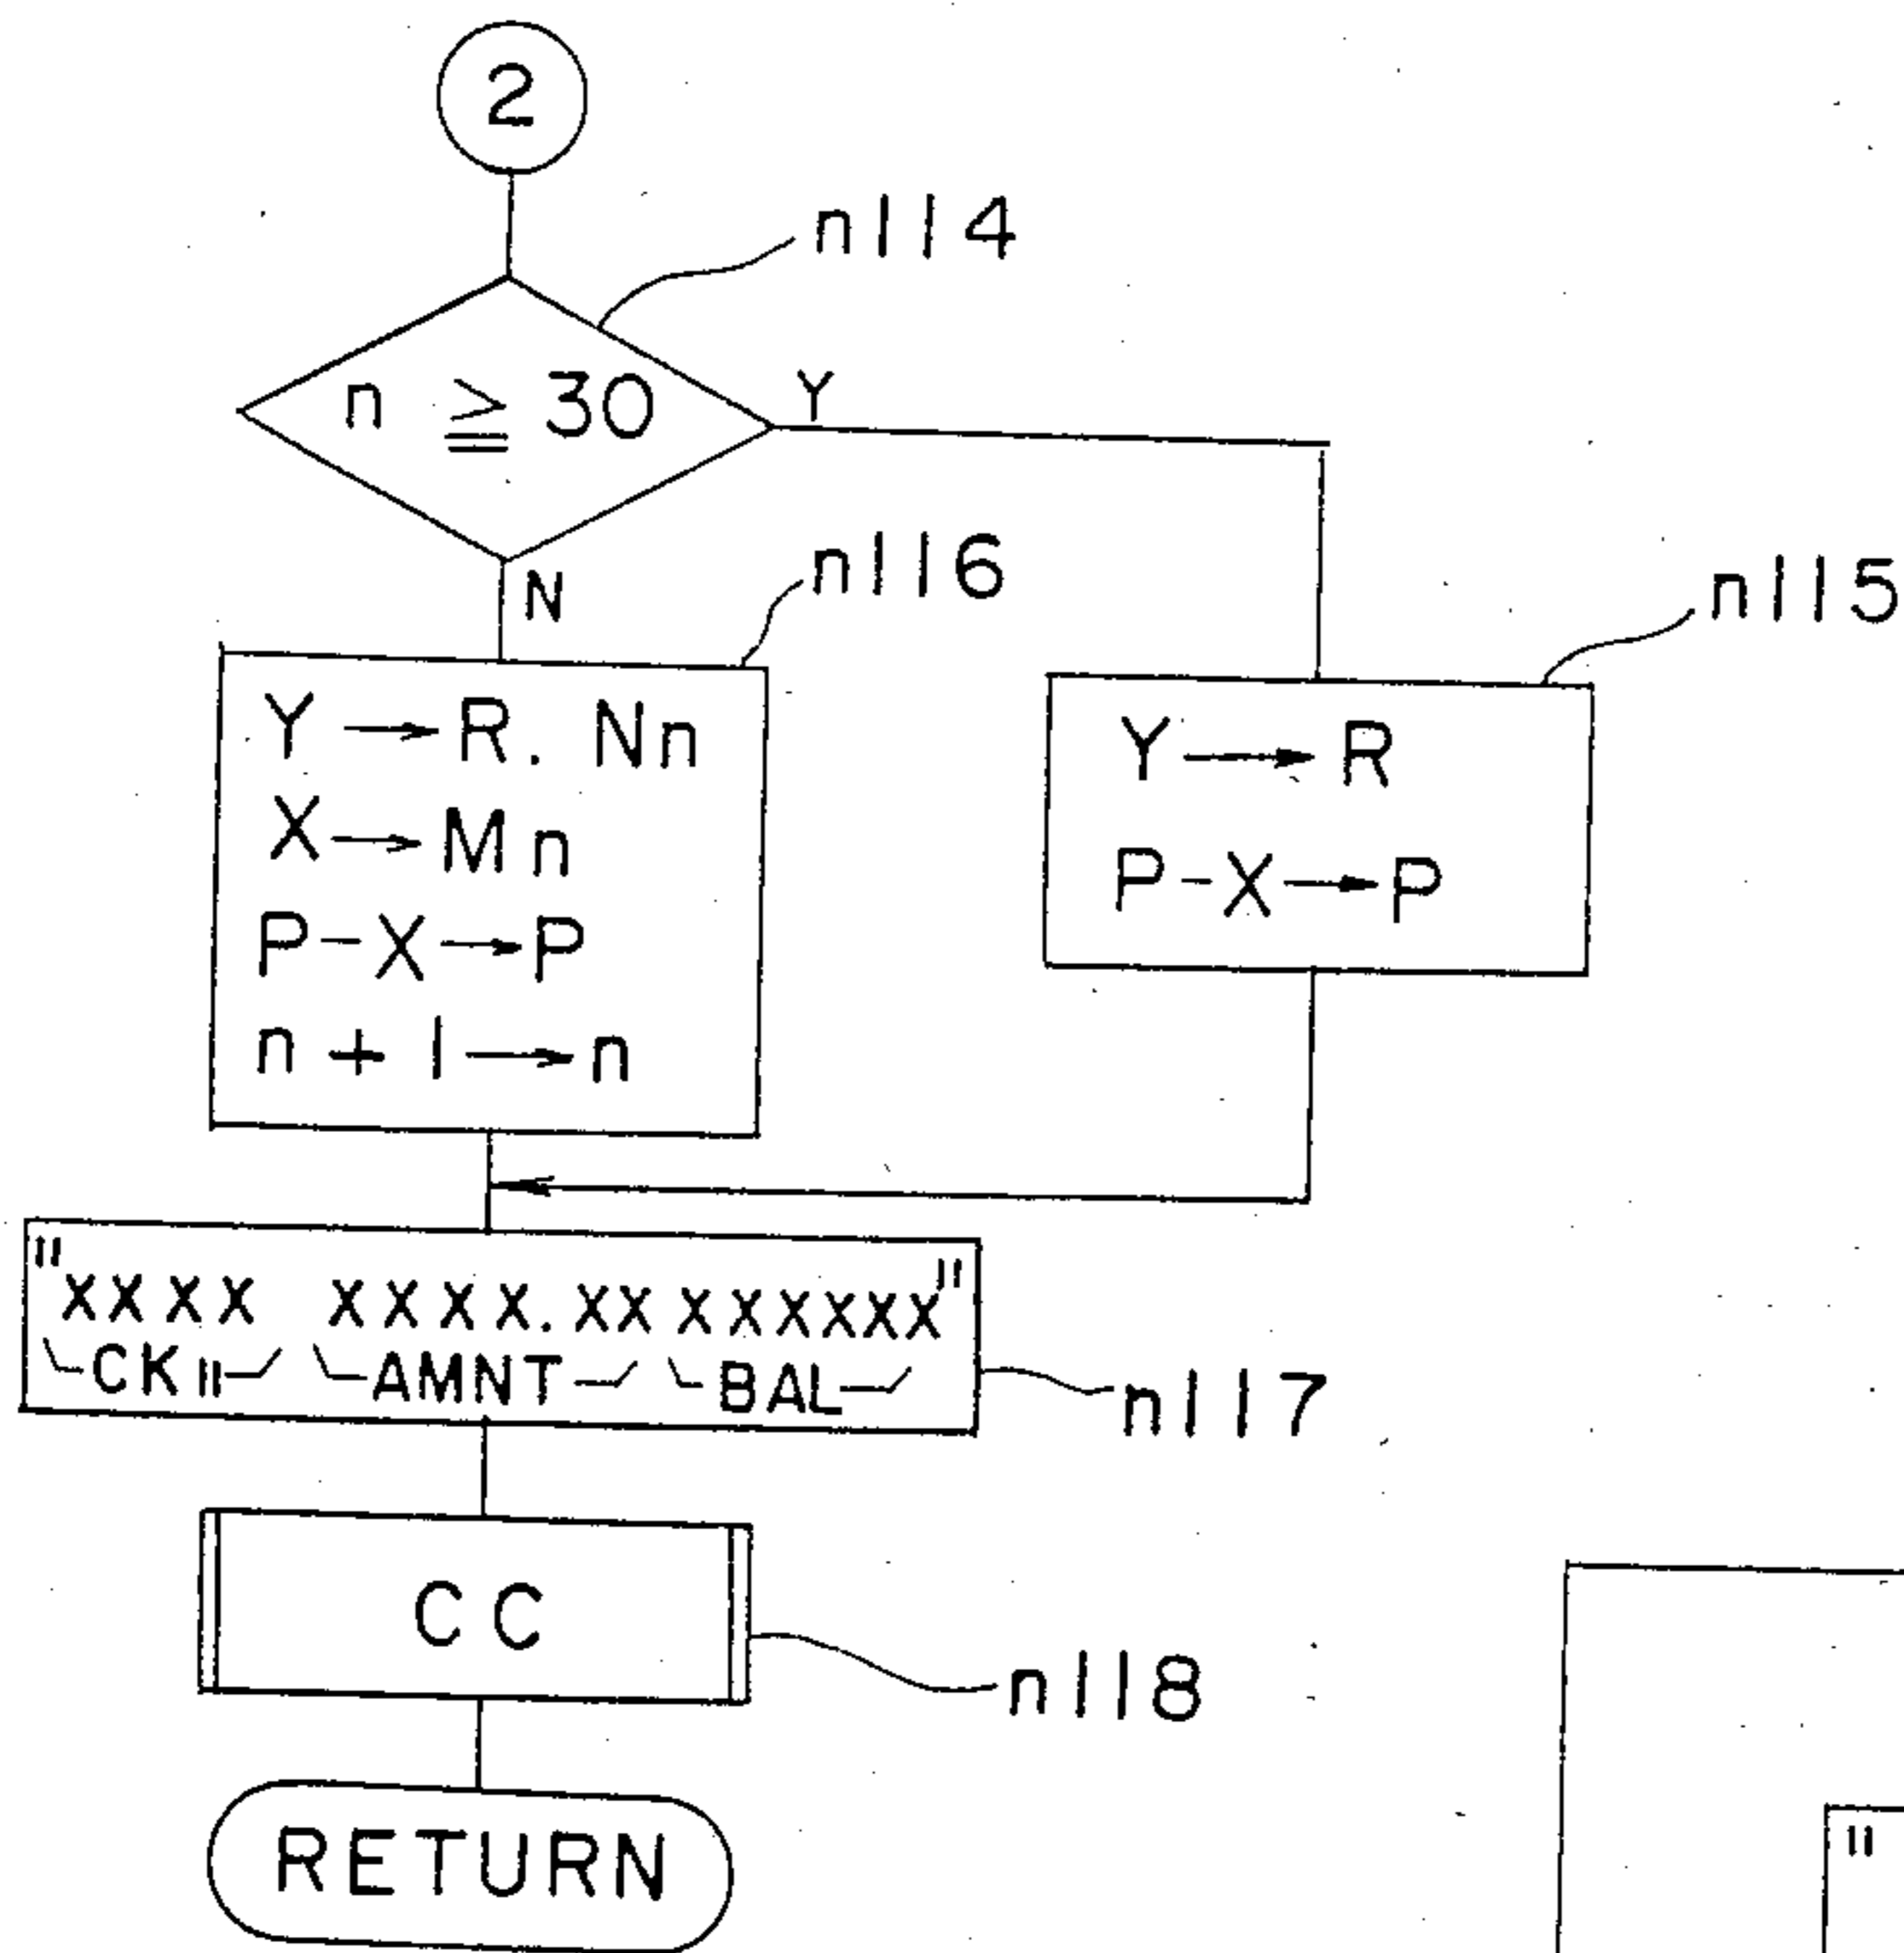 2
n114
n ≧ 30
Y
N
n116
n115
Y → R. Nn
X → Mn
P-X → P
n + 1 → n
Y → R
P-X → P
"XXXX XXXX.XX XXXXXX"
CK" AMNT BAL
n117
CC
n118
RETURN
"